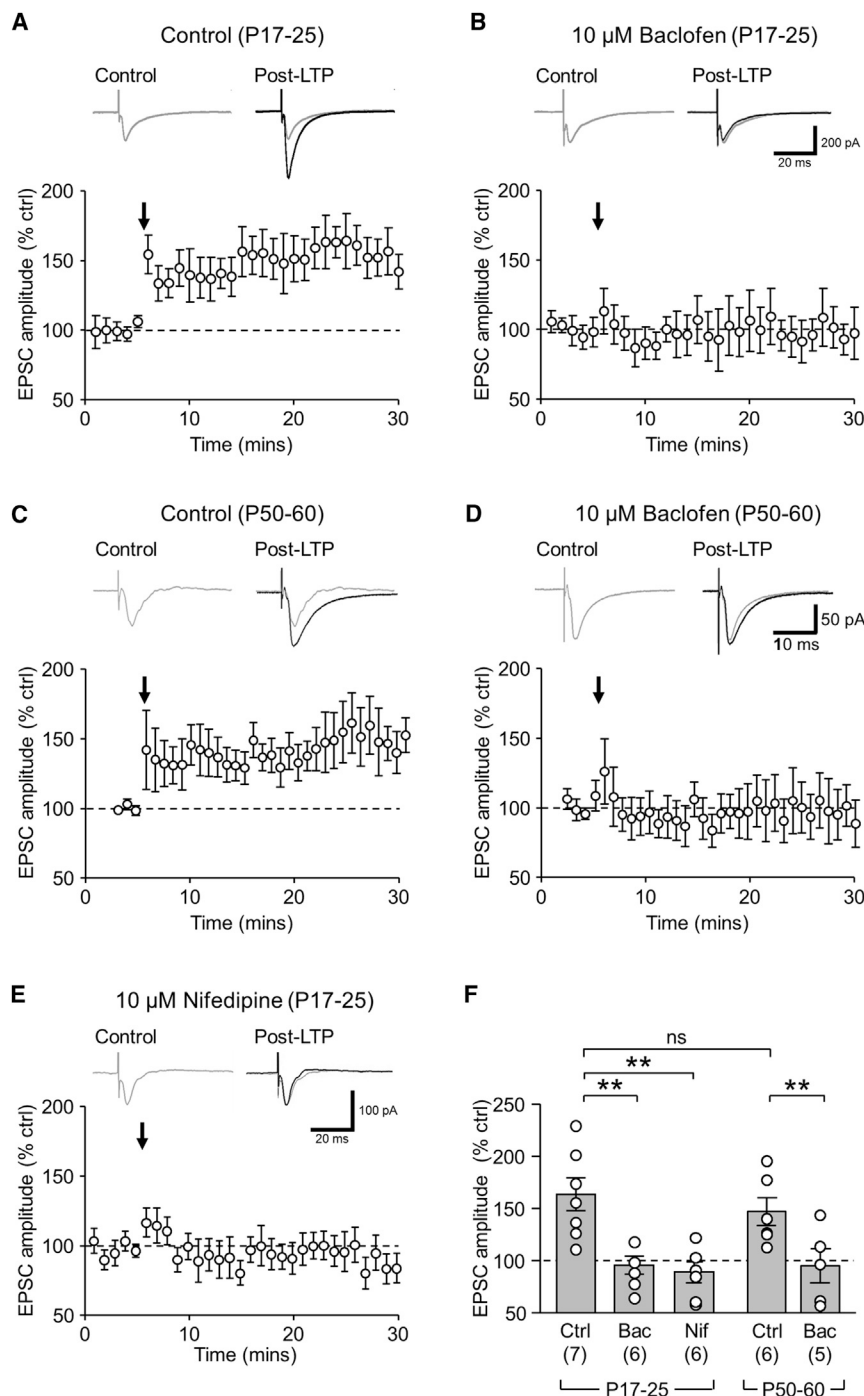 A
Control (P17-25)
Control
Post-LTP
EPSC amplitude (% ctrl)
200
150
100
50
0
10
20
30
Time (mins)
B
10 µM Baclofen (P17-25)
Control
Post-LTP
200 pA
20 ms
EPSC amplitude (% ctrl)
200
150
100
50
0
10
20
30
Time (mins)
C
Control (P50-60)
Control
Post-LTP
EPSC amplitude (% ctrl)
200
150
100
50
0
10
20
30
Time (mins)
D
10 µM Baclofen (P50-60)
Control
Post-LTP
50 pA
10 ms
EPSC amplitude (% ctrl)
200
150
100
50
0
10
20
30
Time (mins)
E
10 µM Nifedipine (P17-25)
Control
Post-LTP
100 pA
20 ms
EPSC amplitude (% ctrl)
200
150
100
50
0
10
20
30
Time (mins)
F
ns
**
** **
EPSC amplitude (% ctrl)
250
200
150
100
50
Ctrl Bac Nif Ctrl Bac
(7) (6) (6) (6) (5)
P17-25 P50-60